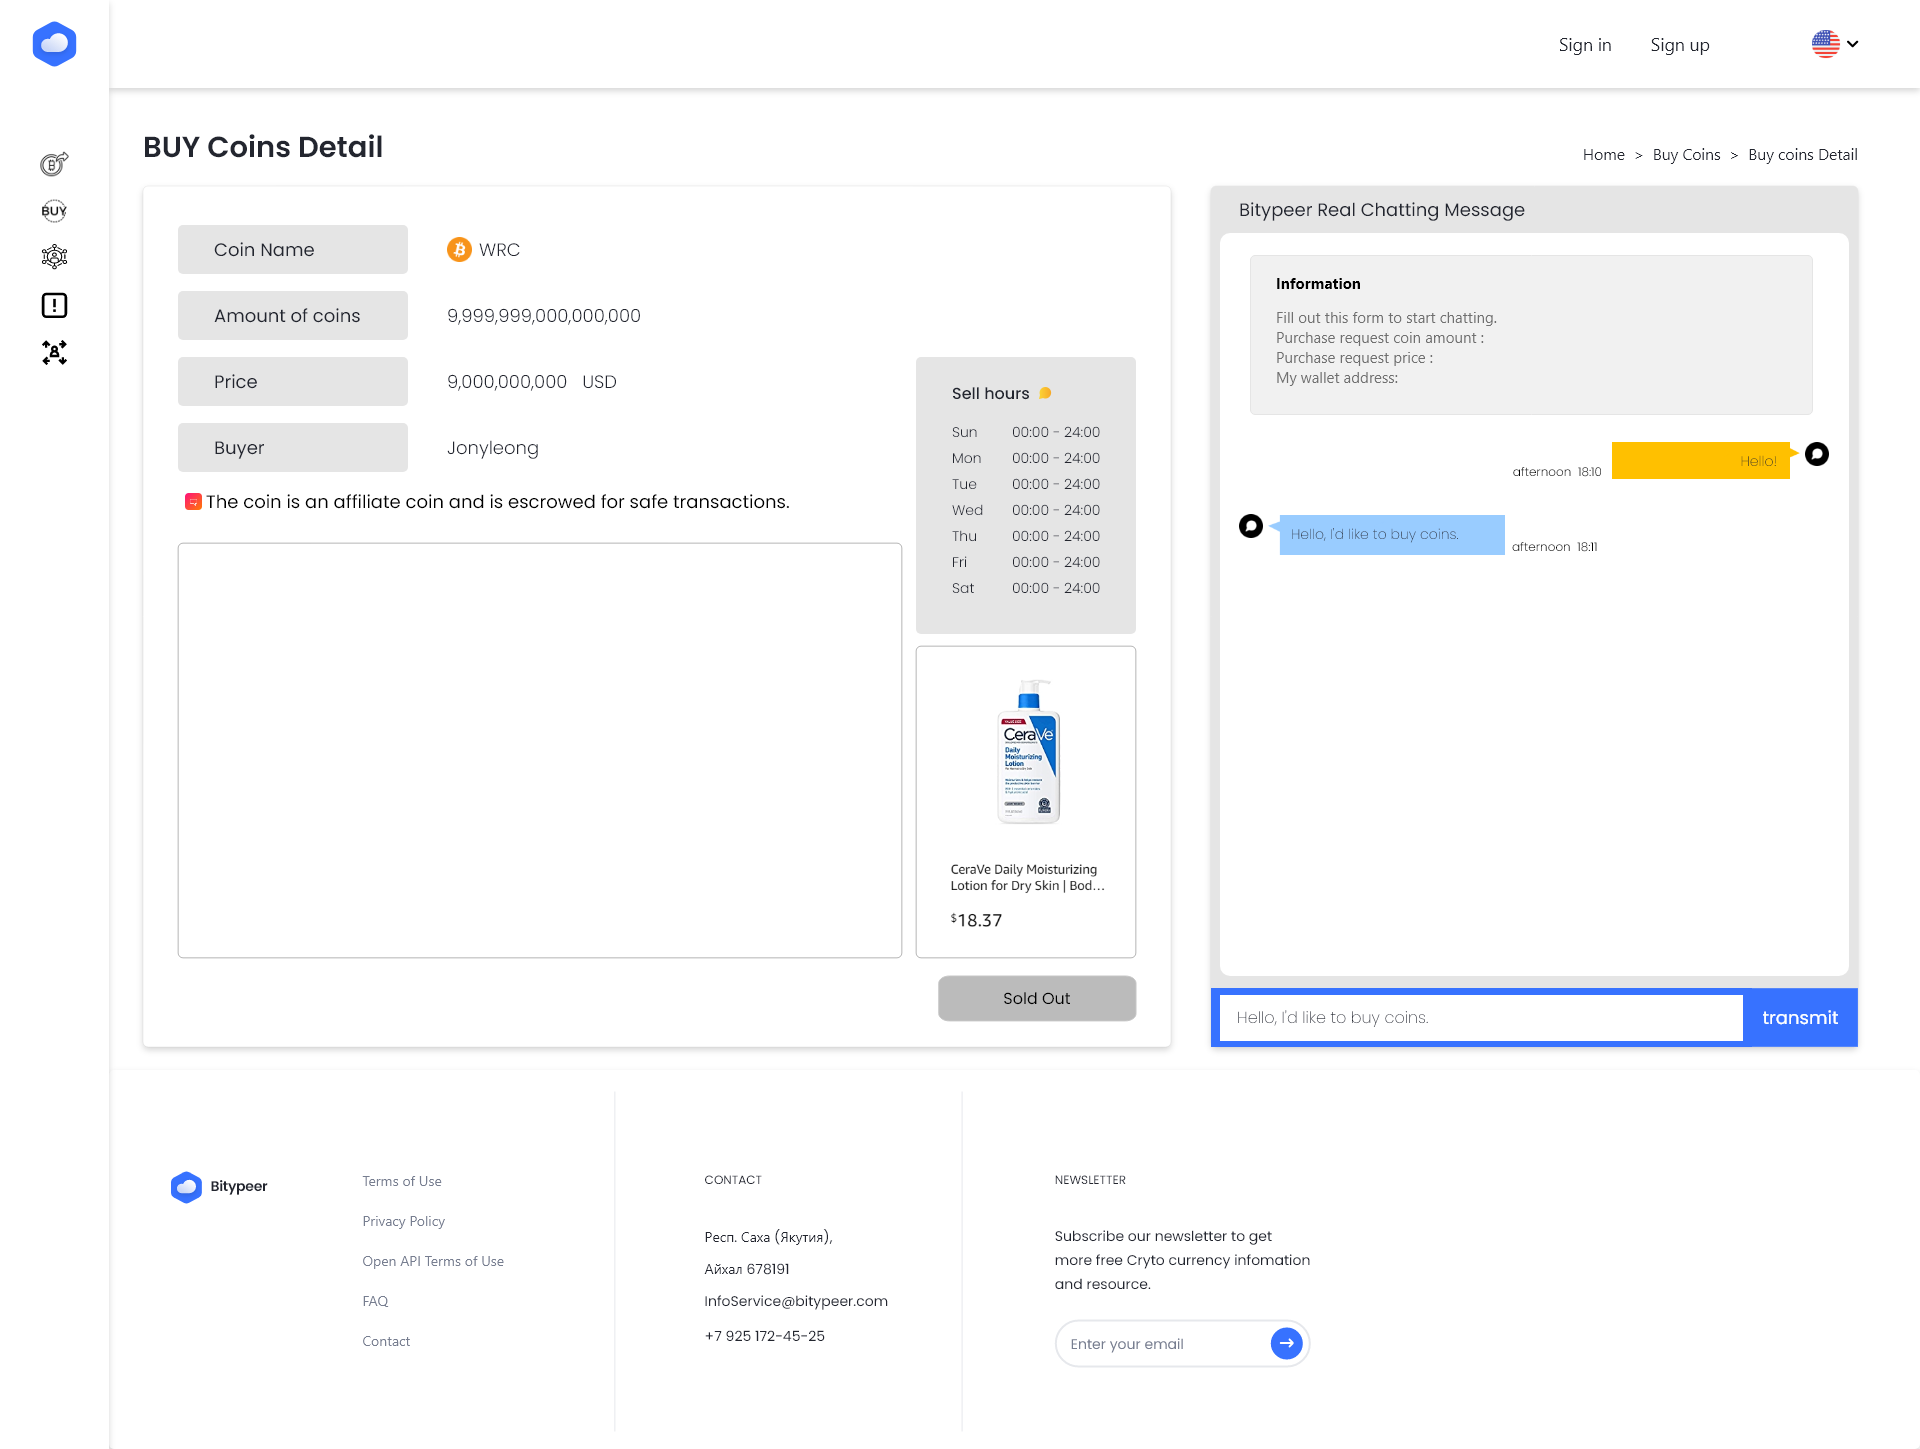 Sign in
Sign up
BUY Coins Detail
Home > Buy Coins > Buy coins Detail
BUY
Coin Name
WRC
Amount of coins
9,999,999,000,000,000
Price
9,000,000,000 USD
Buyer
Jonyleong
The coin is an affiliate coin and is escrowed for safe transactions.
Sell hours
Sun 00:00 - 24:00
Mon 00:00 - 24:00
Tue 00:00 - 24:00
Wed 00:00 - 24:00
Thu 00:00 - 24:00
Fri 00:00 - 24:00
Sat 00:00 - 24:00
CeraVe
Daily
Moisturizing
Lotion
CeraVe Daily Moisturizing
Lotion for Dry Skin | Bod...
$18.37
Sold Out
Bitypeer Real Chatting Message
Information
Fill out this form to start chatting.
Purchase request coin amount :
Purchase request price :
My wallet address:
Hello!
afternoon 18:10
Hello, I'd like to buy coins.
afternoon 18:11
Hello, I'd like to buy coins.
transmit
Bitypeer
Terms of Use
Privacy Policy
Open API Terms of Use
FAQ
Contact
CONTACT
Респ. Саха (Якутия),
Айхал 678191
InfoService@bitypeer.com
+7 925 172-45-25
NEWSLETTER
Subscribe our newsletter to get
more free Cryto currency infomation
and resource.
Enter your email